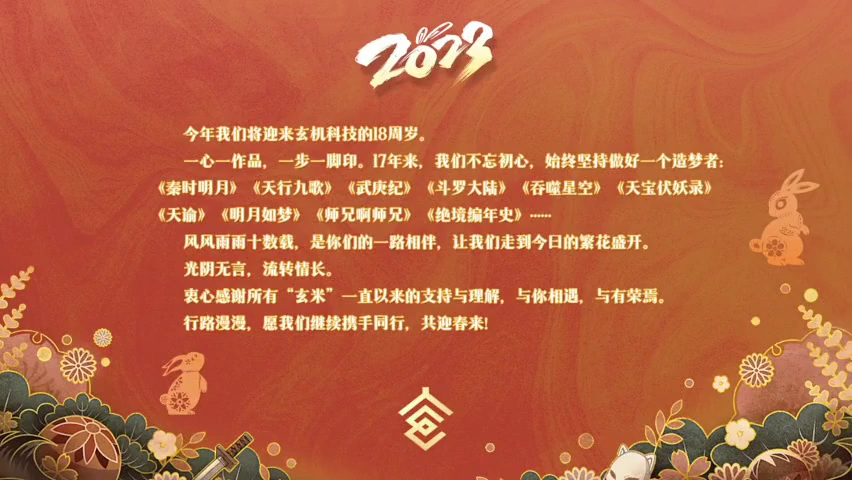 2023
今年我们将迎来玄机科技的18周岁。
一心一作品，一步一脚印。17年来，我们不忘初心，始终坚持做好一个造梦者：
《秦时明月》《天行九歌》《武庚纪》《斗罗大陆》《吞噬星空》《天宝伏妖录》
《天谕》《明月如梦》《师兄啊师兄》《绝境编年史》……
风风雨雨十数载，是你们的一路相伴，让我们走到今日的繁花盛开。
光阴无言，流转情长。
衷心感谢所有“玄米”一直以来的支持与理解，与你相遇，与有荣焉。
行路漫漫，愿我们继续携手同行，共迎春来！